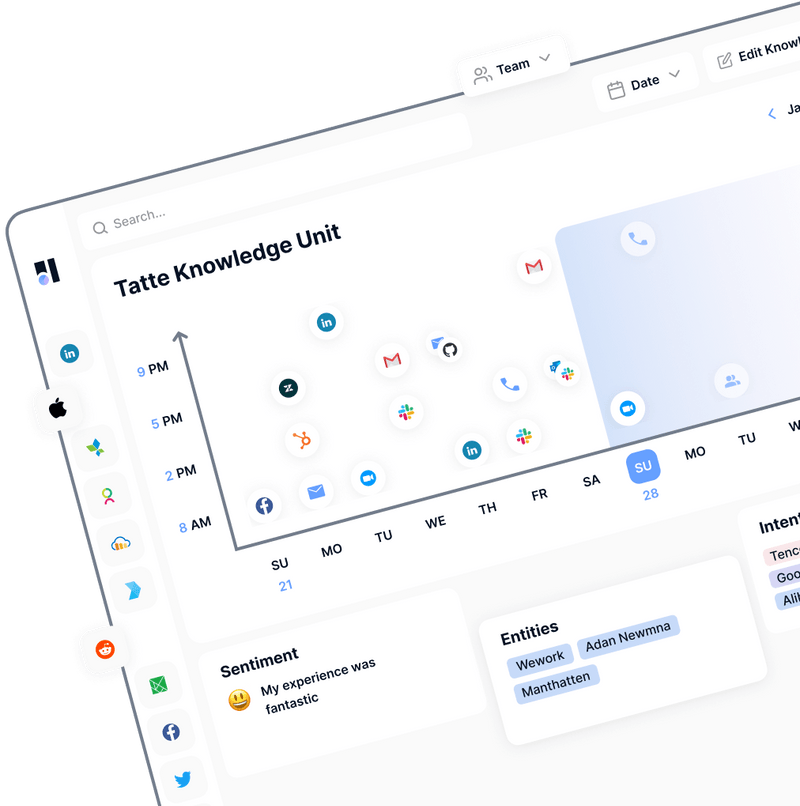 Team
Date
Edit Knowl
Ja
Search...
Tatte Knowledge Unit
9 PM
5 PM
2 PM
8 AM
SU MO TU WE TH FR SA SU MO TU W
21 28
Sentiment
My experience was
fantastic
Entities
Wework Adan Newmna
Manthatten
Intent
Tenc
Goo
Alib